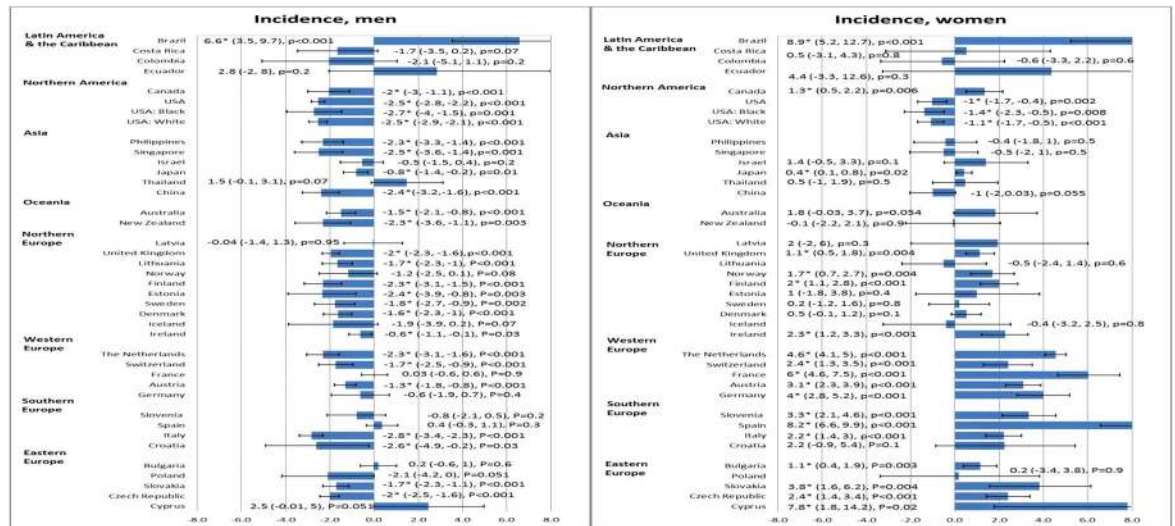 Incidence, men
Latin America & the Caribbean
Brazil 6.6* (3.5, 9.7), p<0.001
Costa Rica -1.7 (-3.5, 0.2), p=0.07
Colombia -2.1 (-5.1, 1.1), p=0.2
Ecuador 2.8 (-2, 8), p=0.2
Northern America
Canada -2* (-3, -1.1), p<0.001
USA -2.5* (-2.8, -2.2), p<0.001
USA: Black -2.7* (-4, -1.5), p=0.001
USA: White -2.5* (-2.9, -2.1), p<0.001
Asia
Philippines -2.3* (-3.3, -1.4), p<0.001
Singapore -2.5* (-3.6, -1.4), p<0.001
Israel -0.5 (-1.5, 0.4), p=0.2
Japan -0.8* (-1.4, -0.2), p=0.01
Thailand 1.5 (-0.1, 3.1), p=0.07
China -2.4* (-3.2, -1.6), p<0.001
Oceania
Australia -1.5* (-2.1, -0.8), p<0.001
New Zealand -2.3* (-3.6, -1.1), p=0.003
Northern Europe
Latvia -0.04 (-1.4, 1.3), p=0.95
United Kingdom -2* (-2.3, -1.6), p<0.001
Lithuania -1.7* (-2.3, -1), P<0.001
Norway -1.2 (-2.5, 0.1), P=0.08
Finland -2.3* (-3.1, -1.5), P<0.001
Estonia -2.4* (-3.9, -0.8), P=0.003
Sweden -1.8* (-2.7, -0.9), P=0.002
Denmark -1.6* (-2.3, -1), P<0.001
Iceland -1.9 (-3.9, 0.2), P=0.07
Ireland -0.6* (-1.1, -0.1), P=0.03
Western Europe
The Netherlands -2.3* (-3.1, -1.6), P<0.001
Switzerland -1.7* (-2.5, -0.9), P<0.001
France 0.03 (-0.6, 0.6), P=0.9
Austria -1.3* (-1.8, -0.8), P<0.001
Germany -0.6 (-1.9, 0.7), P=0.4
Southern Europe
Slovenia -0.8 (-2.1, 0.5), P=0.2
Spain 0.4 (-0.3, 1.1), P=0.3
Italy -2.8* (-3.4, -2.3), P<0.001
Croatia -2.6* (-4.9, -0.2), P=0.03
Eastern Europe
Bulgaria 0.2 (-0.6, 1), P=0.6
Poland -2.1 (-4.2, 0), P=0.051
Slovakia -1.7* (-2.3, -1.1), P<0.001
Czech Republic -2* (-2.5, -1.6), P<0.001
Cyprus 2.5 (-0.01, 5), P=0.051
-8.0 -6.0 -4.0 -2.0 0.0 2.0 4.0 6.0 8.0
Incidence, women
Latin America & the Caribbean
Brazil 8.9* (5.2, 12.7), p<0.001
Costa Rica 0.5 (-3.1, 4.3), p=0.8
Colombia -0.6 (-3.3, 2.2), p=0.6
Ecuador 4.4 (-3.3, 12.6), p=0.3
Northern America
Canada 1.3* (0.5, 2.2), p=0.006
USA -1* (-1.7, -0.4), p=0.002
USA: Black -1.4* (-2.3, -0.5), p=0.008
USA: White -1.1* (-1.7, -0.5), p<0.001
Asia
Philippines -0.4 (-1.8, 1), p=0.5
Singapore -0.5 (-2, 1), p=0.5
Israel 1.4 (-0.5, 3.3), p=0.1
Japan 0.4* (0.1, 0.8), p=0.02
Thailand 0.5 (-1, 1.9), p=0.5
China -1 (-2,0.03), p=0.055
Oceania
Australia 1.8 (-0.03, 3.7), p=0.054
New Zealand -0.1 (-2.2, 2.1), p=0.9
Northern Europe
Latvia 2 (-2, 6), p=0.3
United Kingdom 1.1* (0.5, 1.8), p=0.004
Lithuania -0.5 (-2.4, 1.4), p=0.6
Norway 1.7* (0.7, 2.7), p=0.004
Finland 2* (1.1, 2.8), p<0.001
Estonia 1 (-1.8, 3.8), p=0.4
Sweden 0.2 (-1.2, 1.6), p=0.8
Denmark 0.5 (-0.1, 1.2), p=0.1
Iceland -0.4 (-3.2, 2.5), p=0.8
Ireland 2.3* (1.2, 3.3), p<0.001
Western Europe
The Netherlands 4.6* (4.1, 5), p<0.001
Switzerland 2.4* (1.3, 3.5), p<0.001
France 6* (4.6, 7.5), p<0.001
Austria 3.1* (2.3, 3.9), p<0.001
Germany 4* (2.8, 5.2), p<0.001
Southern Europe
Slovenia 3.3* (2.1, 4.6), p<0.001
Spain 8.2* (6.6, 9.9), p<0.001
Italy 2.2* (1.4, 3), p<0.001
Croatia 2.2 (-0.9, 5.4), P=0.1
Eastern Europe
Bulgaria 1.1* (0.4, 1.9), P=0.003
Poland 0.2 (-3.4, 3.8), P=0.9
Slovakia 3.8* (1.6, 6.2), P=0.004
Czech Republic 2.4* (1.4, 3.4), P<0.001
Cyprus 7.8* (1.8, 14.2), P=0.02
-8.0 -6.0 -4.0 -2.0 0.0 2.0 4.0 6.0 8.0